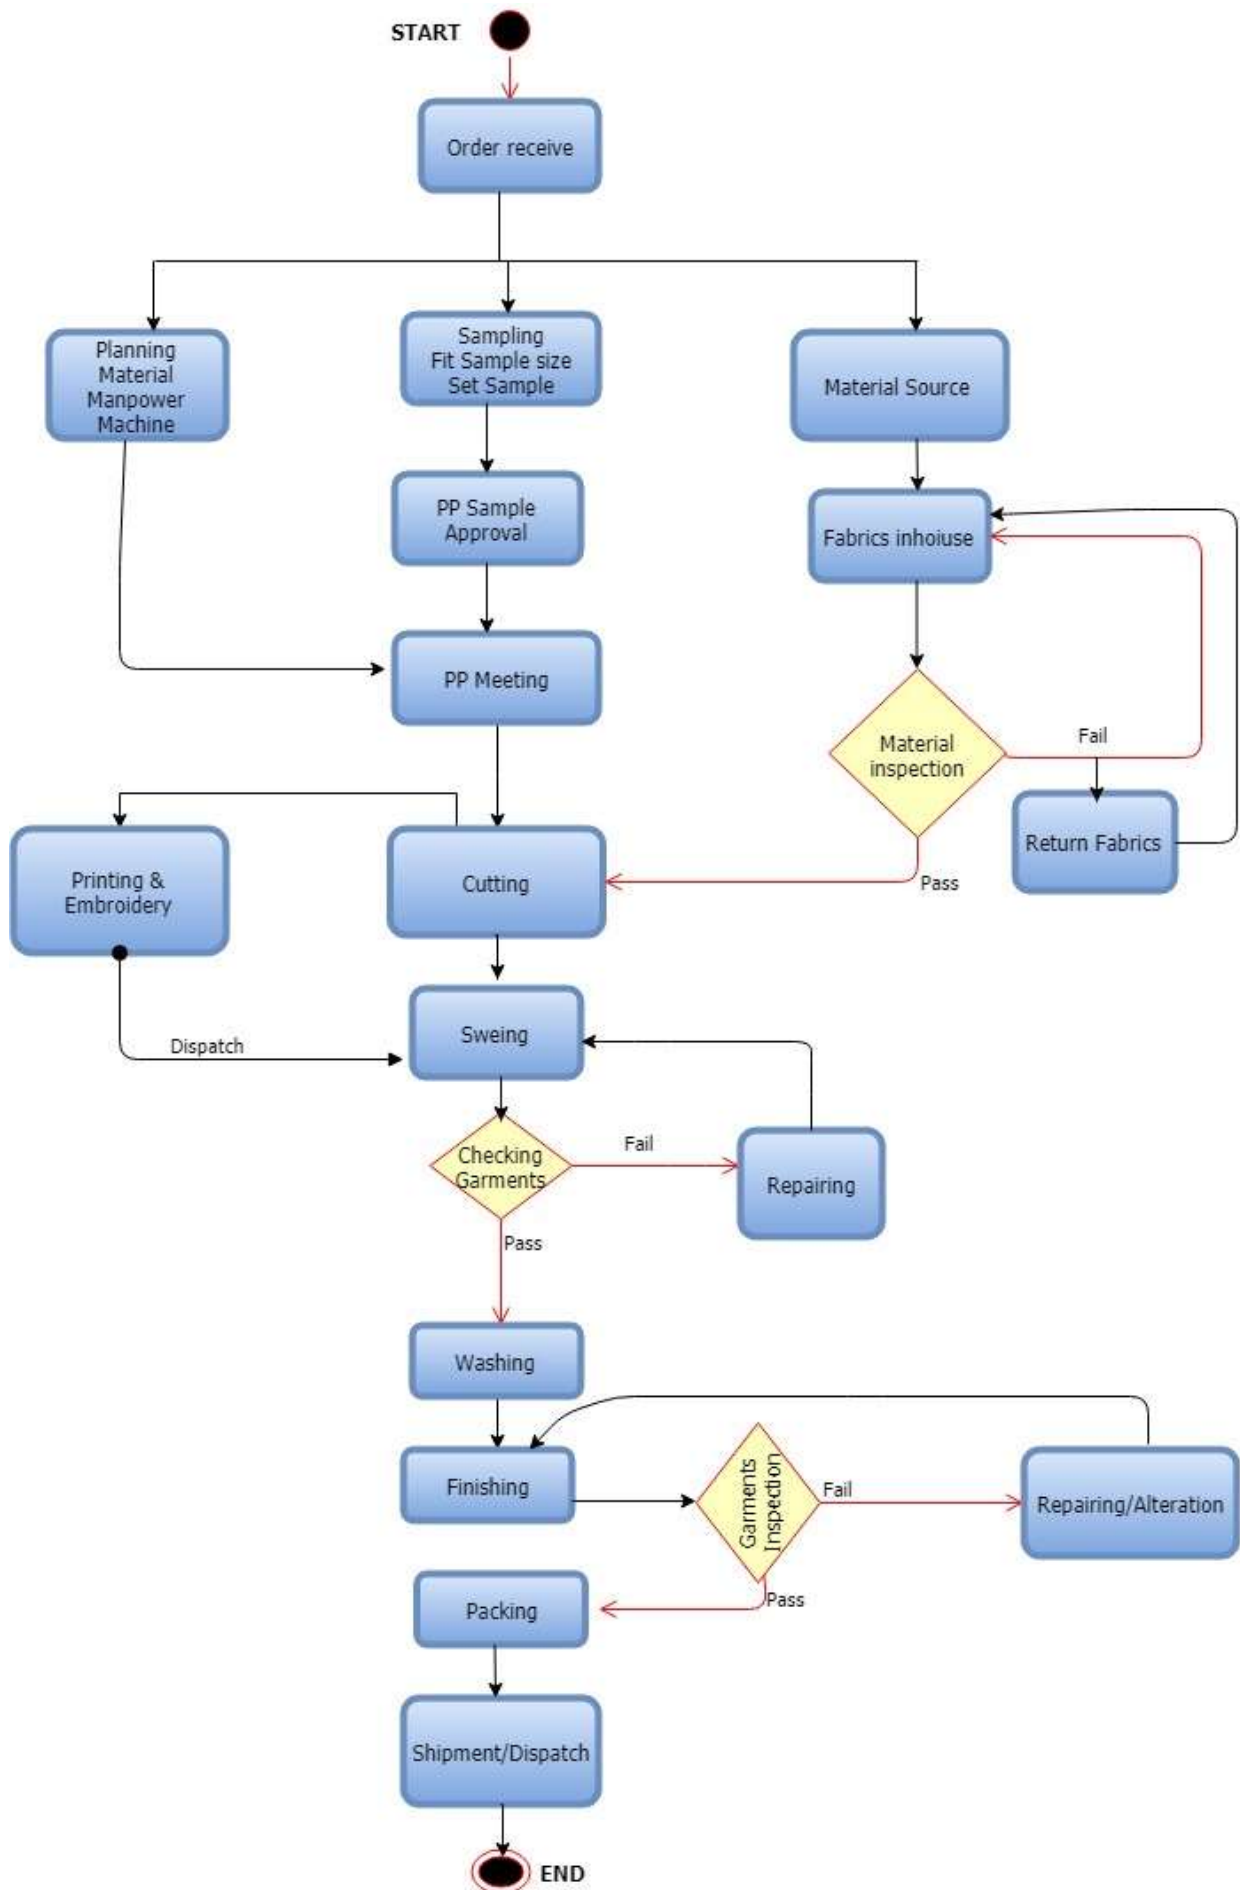 START
Order receive
Planning
Material
Manpower
Machine
Sampling
Fit Sample size
Set Sample
Material Source
PP Sample
Approval
Fabrics inhoiuse
PP Meeting
Material
inspection
Fail
Return Fabrics
Pass
Printing &
Embroidery
Cutting
Dispatch
Sweing
Checking
Garments
Fail
Repairing
Pass
Washing
Finishing
Garments
Inspection
Fail
Repairing/Alteration
Pass
Packing
Shipment/Dispatch
END